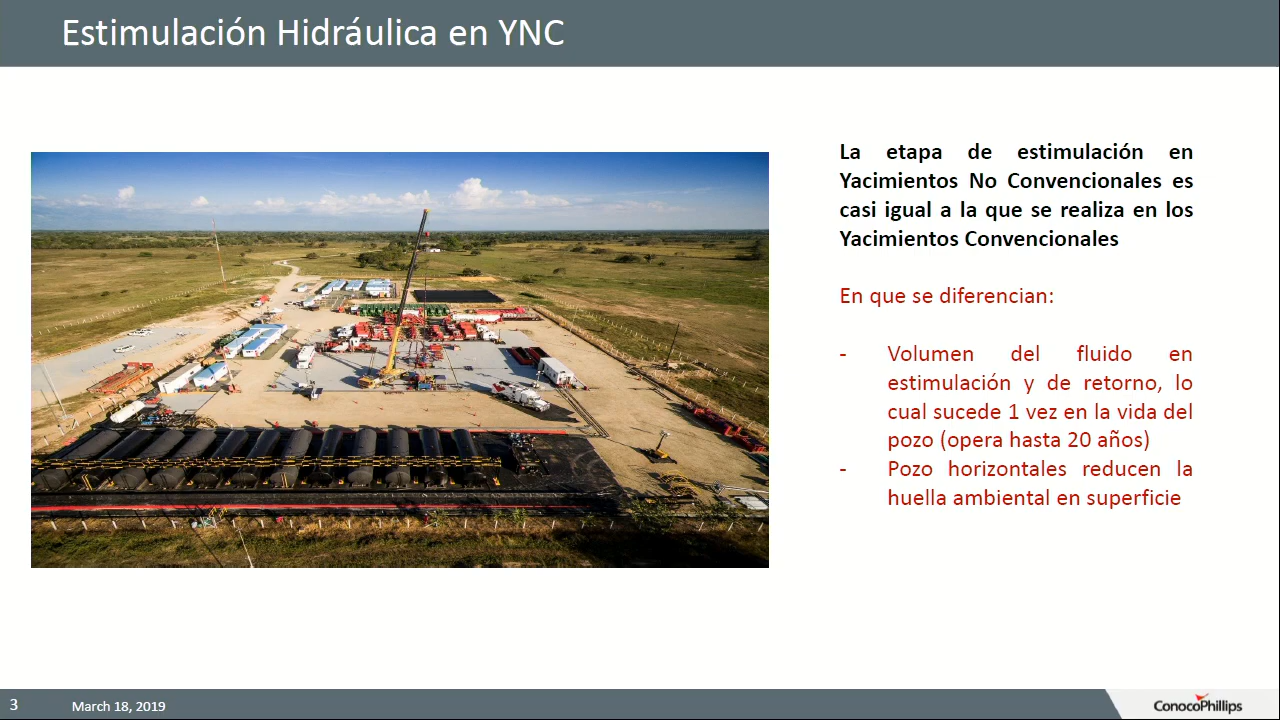 Estimulación Hidráulica en YNC
La etapa de estimulación en
Yacimientos No Convencionales es
casi igual a la que se realiza en los
Yacimientos Convencionales
En que se diferencian:
- Volumen del fluido en
estimulación y de retorno, lo
cual sucede 1 vez en la vida del
pozo (opera hasta 20 años)
- Pozo horizontales reducen la
huella ambiental en superficie
3 March 18, 2019
ConocoPhillips